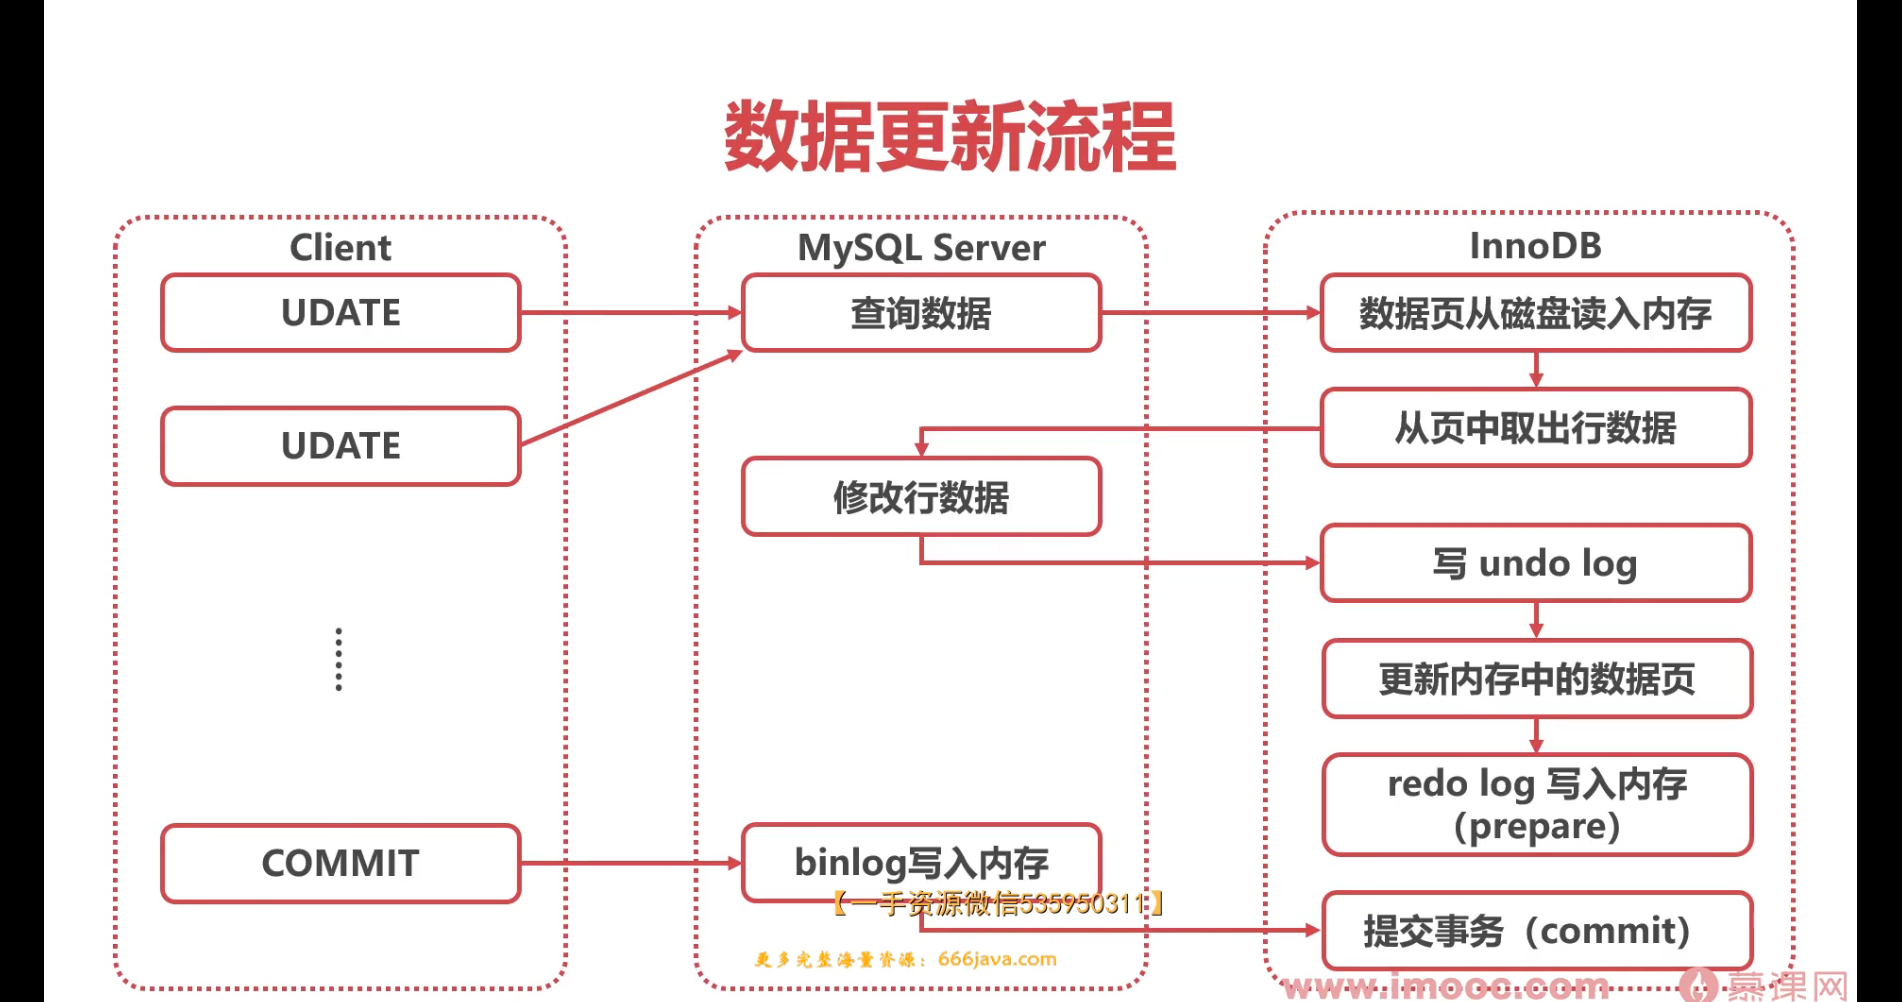 数据更新流程
Client
UDATE
UDATE
COMMIT
MySQL Server
查询数据
修改行数据
binlog写入内存
【一手资源微信535950311】
更多完整海量资源：666java.com
InnoDB
数据页从磁盘读入内存
从页中取出行数据
写 undo log
更新内存中的数据页
redo log 写入内存
（prepare）
提交事务（commit）
www.imooc.com 慕课网